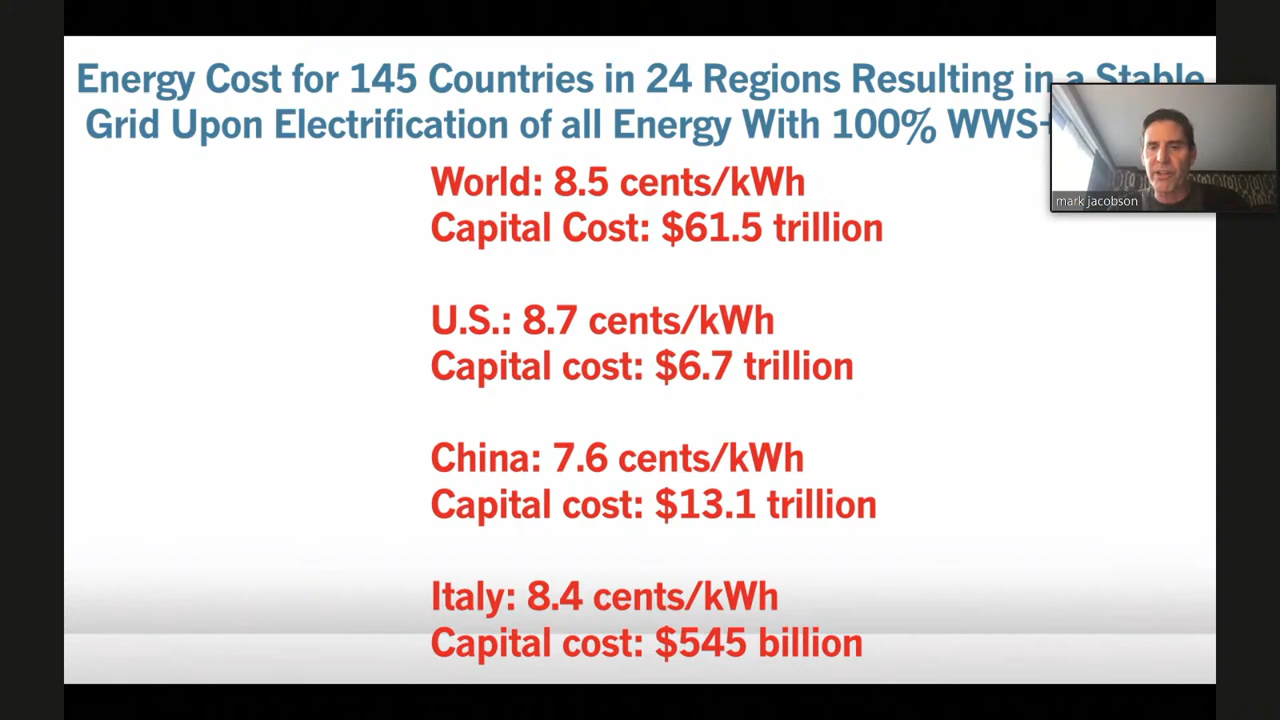 Energy Cost for 145 Countries in 24 Regions Resulting in a Stable
Grid Upon Electrification of all Energy With 100% WWS+
mark jacobson
World: 8.5 cents/kWh
Capital Cost: $61.5 trillion
U.S.: 8.7 cents/kWh
Capital cost: $6.7 trillion
China: 7.6 cents/kWh
Capital cost: $13.1 trillion
Italy: 8.4 cents/kWh
Capital cost: $545 billion